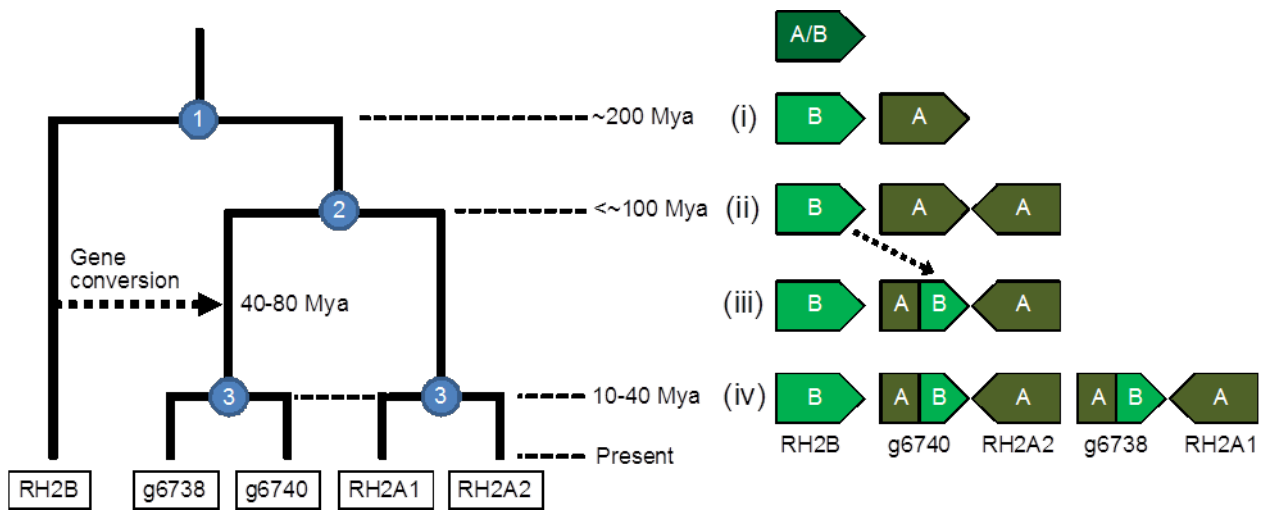 A/B
1
~200 Mya (i) B A
2
<~100 Mya (ii) B A A
Gene
conversion
40-80 Mya
(iii) B A B A
3 3
10-40 Mya (iv) B A B A A B A
RH2B g6740 RH2A2 g6738 RH2A1
Present
RH2B g6738 g6740 RH2A1 RH2A2